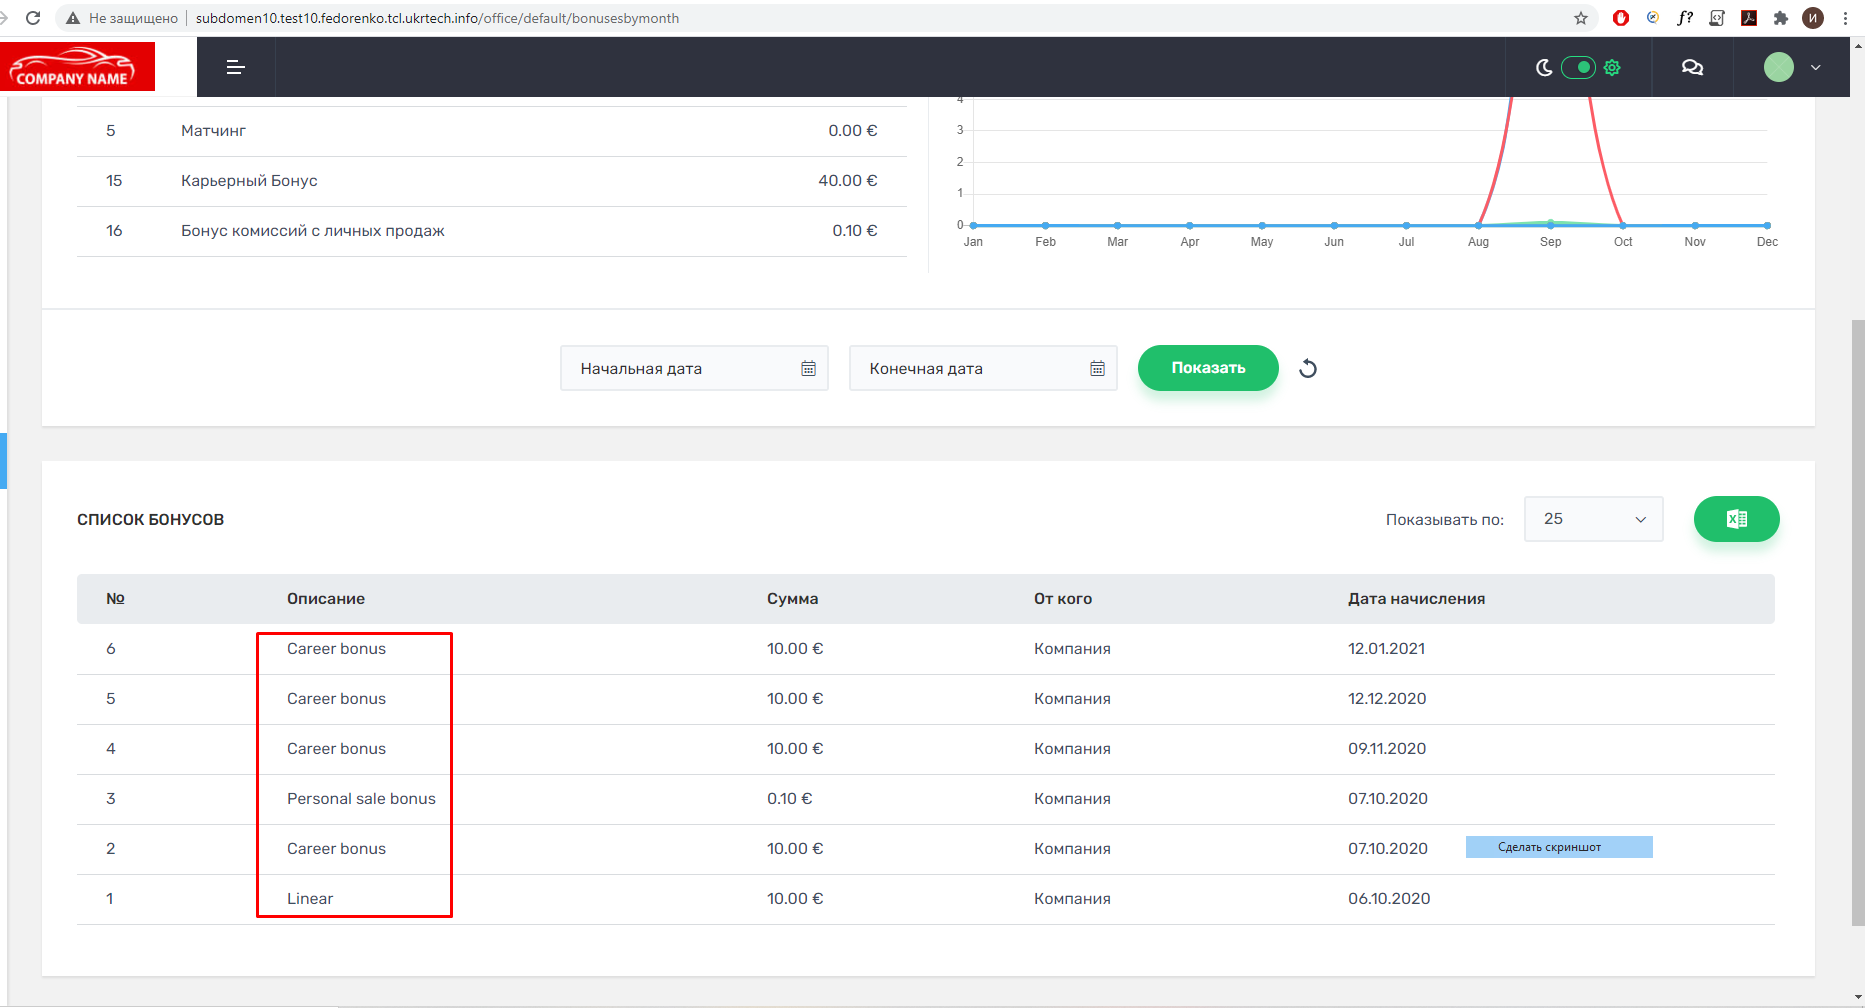 Не защищено
subdomen10.test10.fedorenko.tcl.ukrtech.info/office/default/bonusesbymonth
f?
И
COMPANY NAME
5 Матчинг 0.00 €
15 Карьерный Бонус 40.00 €
16 Бонус комиссий с личных продаж 0.10 €
4
3
2
1
0
Jan Feb Mar Apr May Jun Jul Aug Sep Oct Nov Dec
Начальная дата
Конечная дата
Показать
СПИСОК БОНУСОВ
Показывать по: 25
№ Описание Сумма От кого Дата начисления
6 Career bonus 10.00 € Компания 12.01.2021
5 Career bonus 10.00 € Компания 12.12.2020
4 Career bonus 10.00 € Компания 09.11.2020
3 Personal sale bonus 0.10 € Компания 07.10.2020
2 Career bonus 10.00 € Компания 07.10.2020
Сделать скриншот
1 Linear 10.00 € Компания 06.10.2020